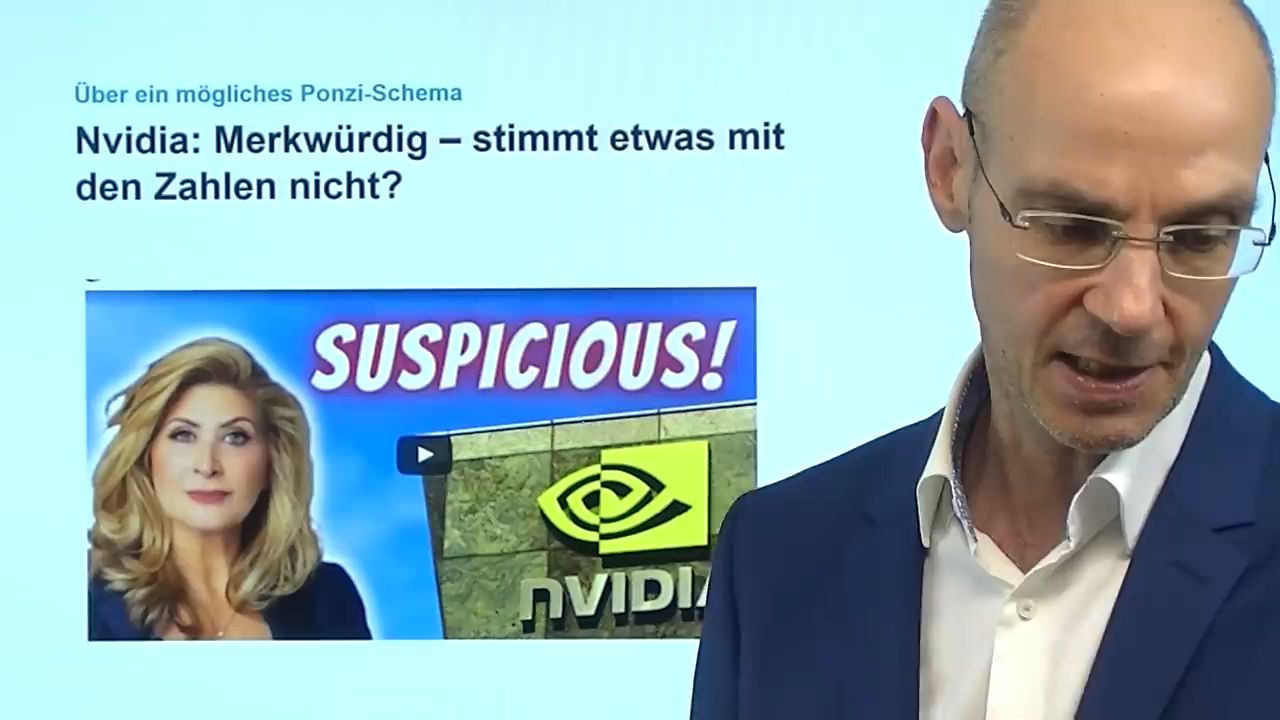 Über ein mögliches Ponzi-Schema
Nvidia: Merkwürdig – stimmt etwas mit
den Zahlen nicht?
SUSPICIOUS!
NVIDIA